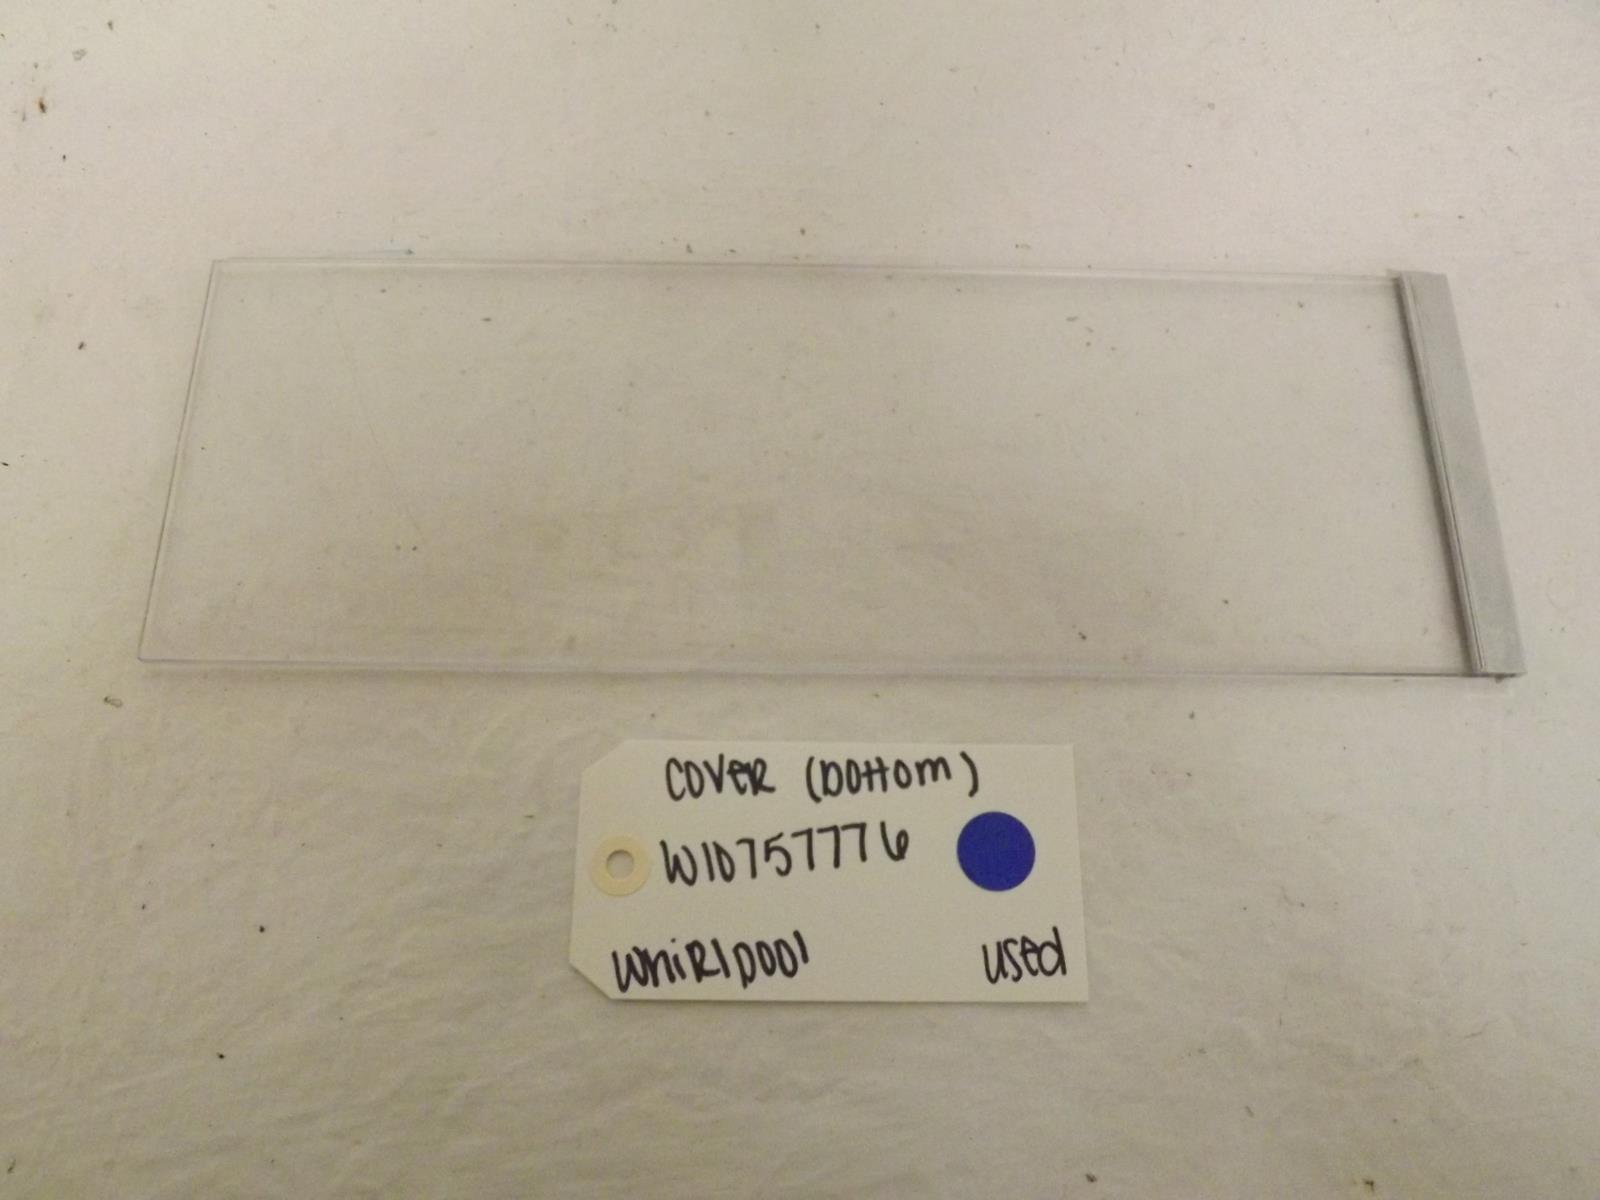 COVER (bottom)
W10757776
WhiRlpool
used